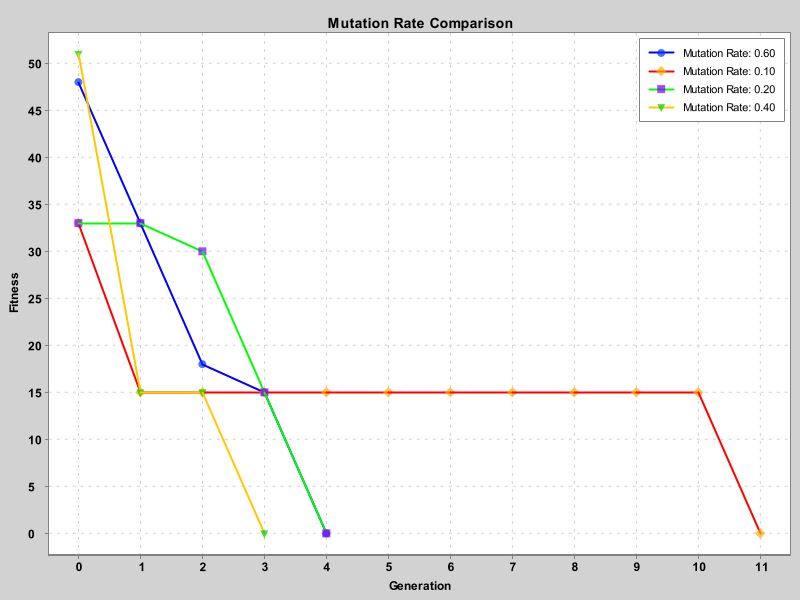 Mutation Rate Comparison
Mutation Rate: 0.60
Mutation Rate: 0.10
Mutation Rate: 0.20
Mutation Rate: 0.40
Fitness
50
45
40
35
30
25
20
15
10
5
0
0 1 2 3 4 5 6 7 8 9 10 11
Generation